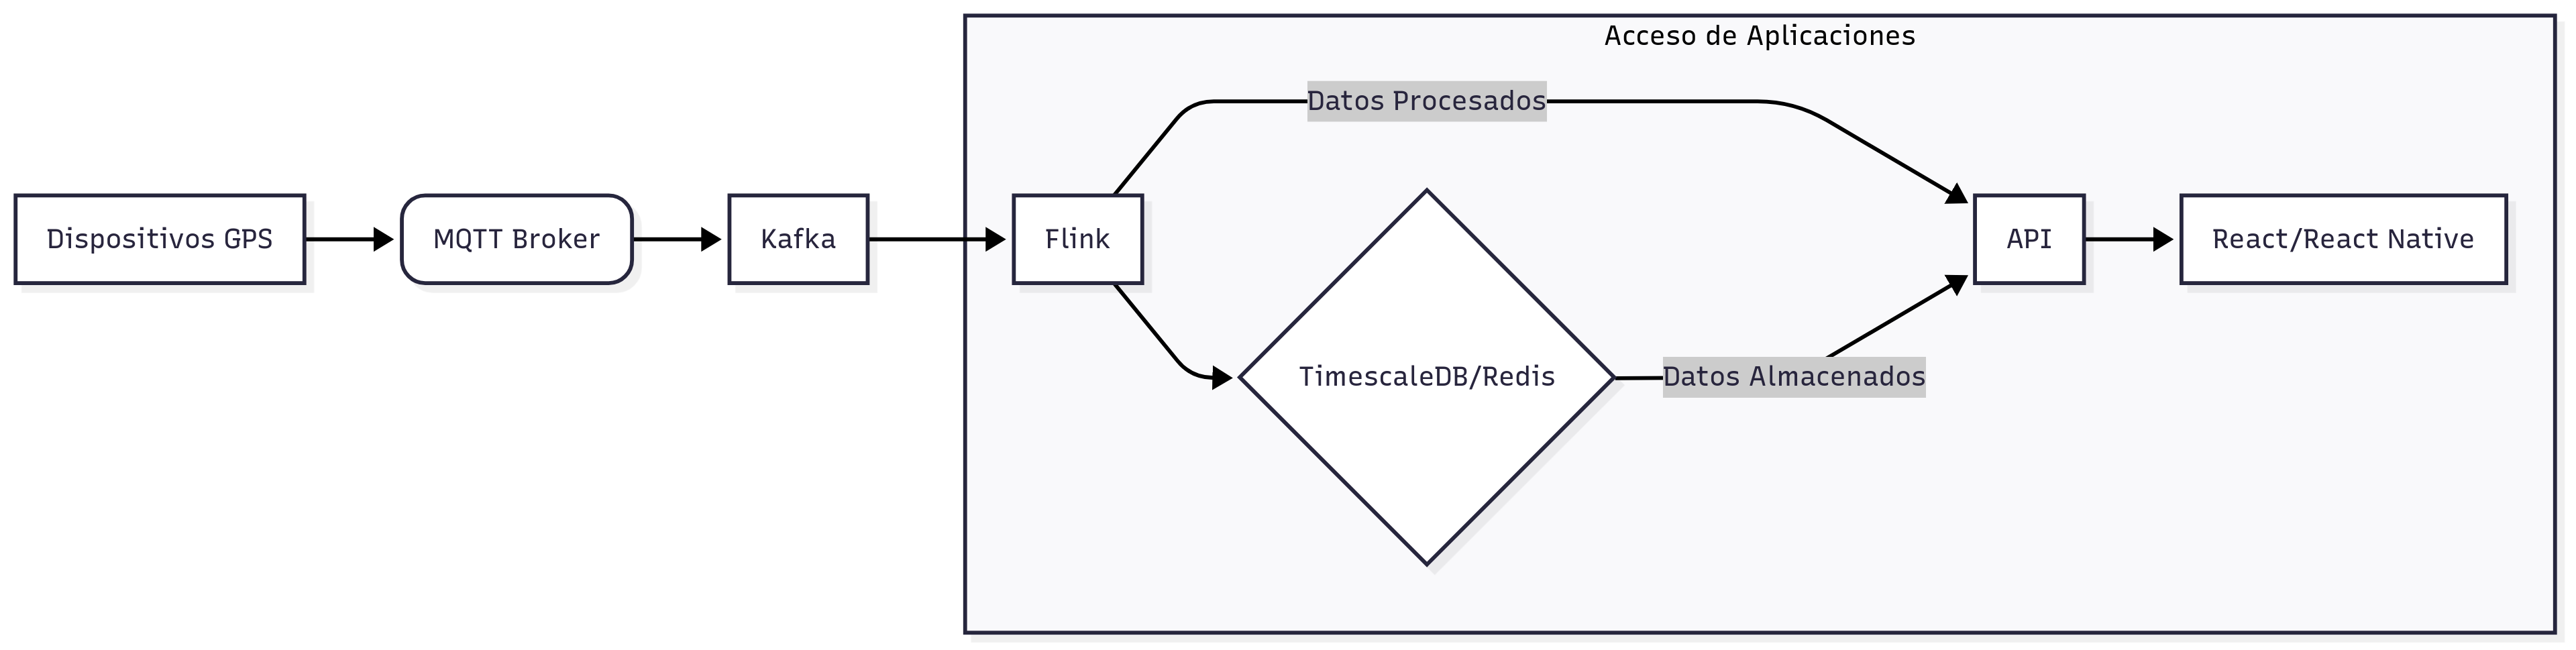 Acceso de Aplicaciones
Datos Procesados
Dispositivos GPS
MQTT Broker
Kafka
Flink
API
React/React Native
TimescaleDB/Redis
Datos Almacenados